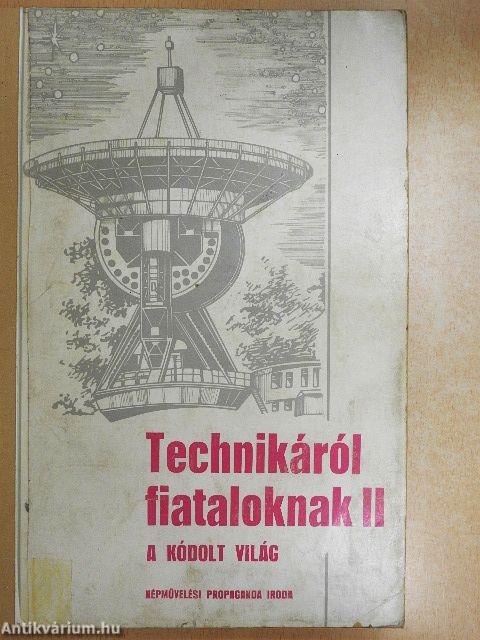 Technikáról
fiataloknak II
A KÓDOLT VILÁG
NÉPMŰVELÉSI PROPAGANDA IRODA
Antikvárium.hu